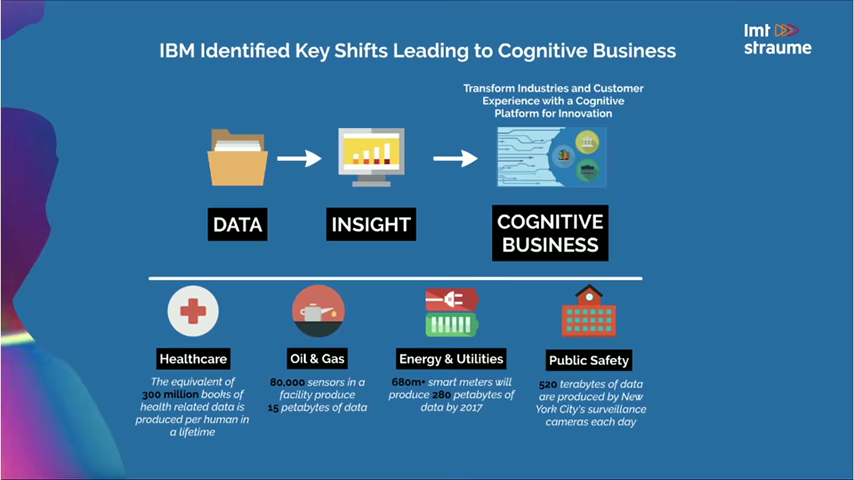 lmt
straume
IBM Identified Key Shifts Leading to Cognitive Business
Transform Industries and Customer
Experience with a Cognitive
Platform for Innovation
DATA
INSIGHT
COGNITIVE
BUSINESS
Healthcare
The equivalent of
300 million books of
health related data is
produced per human in
a lifetime
Oil & Gas
80,000 sensors in a
facility produce
15 petabytes of data
Energy & Utilities
680m+ smart meters will
produce 280 petabytes of
data by 2017
Public Safety
520 terabytes of data
are produced by New
York City's surveillance
cameras each day